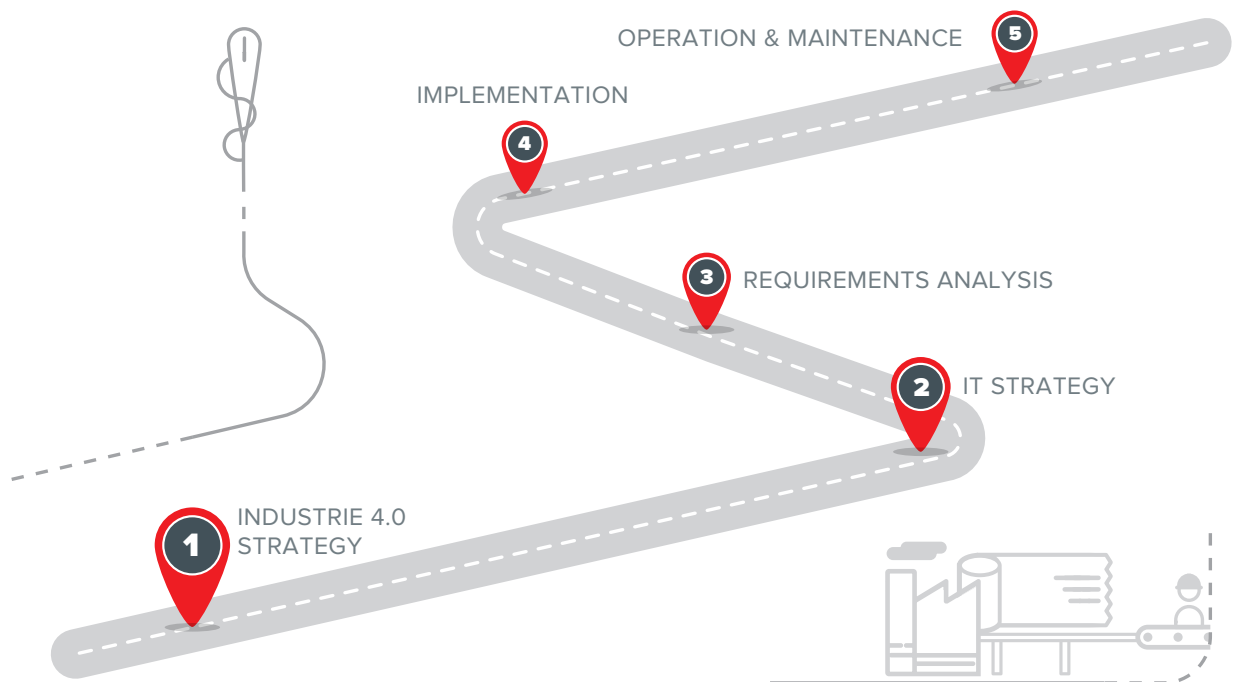 5
OPERATION & MAINTENANCE
IMPLEMENTATION
4
3
REQUIREMENTS ANALYSIS
2
IT STRATEGY
1
INDUSTRIE 4.0
STRATEGY